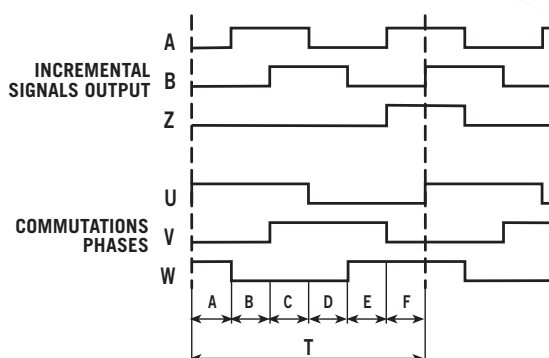 A
INCREMENTAL
SIGNALS OUTPUT
B
Z
U
COMMUTATIONS
PHASES
V
W
A B C D E F
T